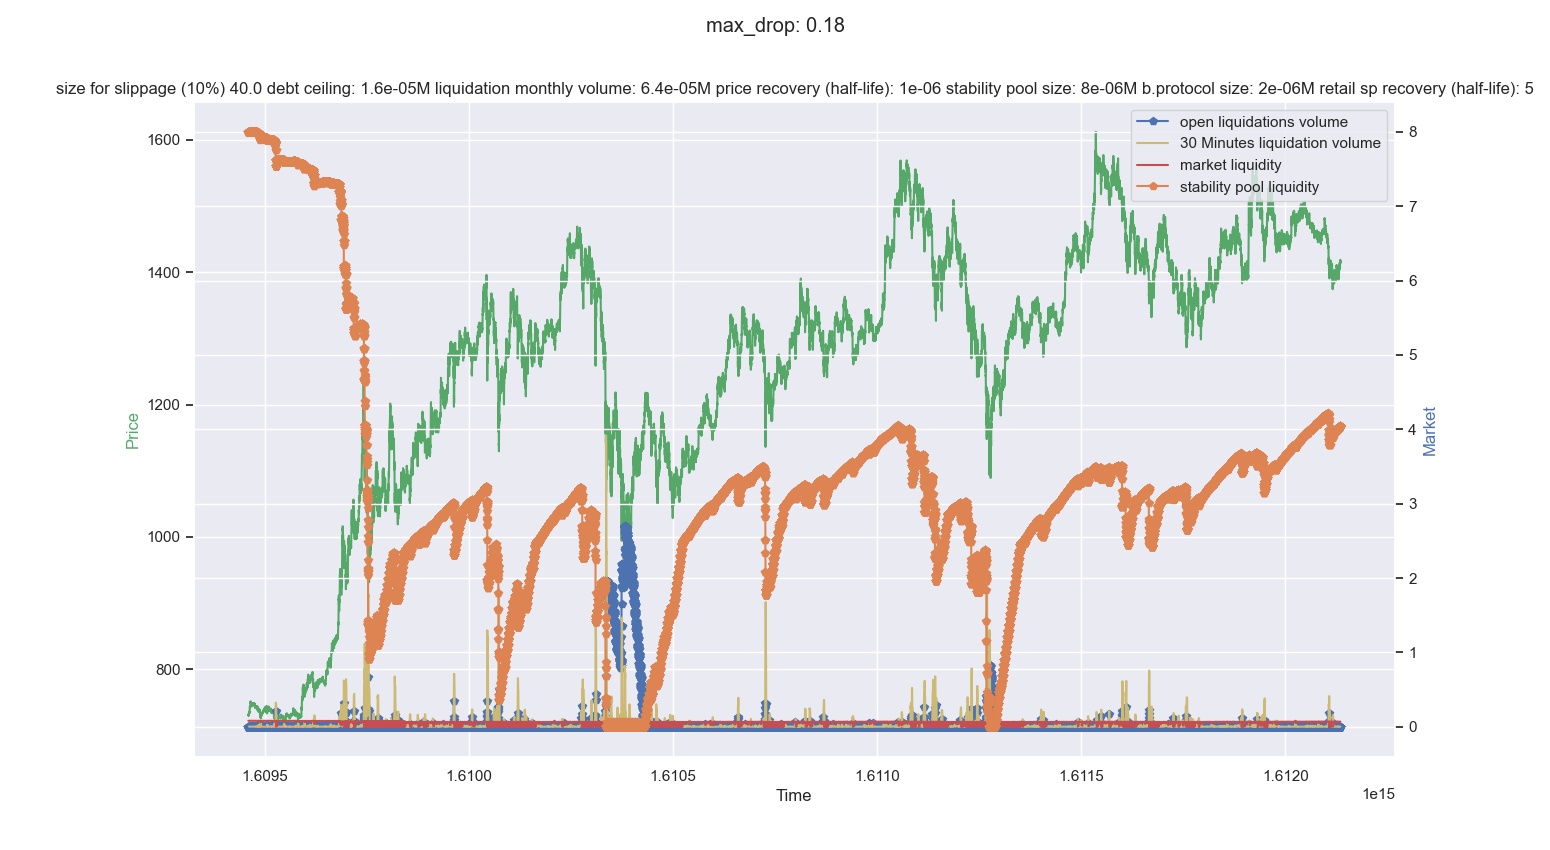 max_drop: 0.18
size for slippage (10%) 40.0 debt ceiling: 1.6e-05M liquidation monthly volume: 6.4e-05M price recovery (half-life): 1e-06 stability pool size: 8e-06M b.protocol size: 2e-06M retail sp recovery (half-life): 5
open liquidations volume
30 Minutes liquidation volume
market liquidity
stability pool liquidity
1600
1400
1200
1000
800
Price
8
7
6
5
4
3
2
1
0
Market
1.6095
1.6100
1.6105
1.6110
1.6115
1.6120
1e15
Time